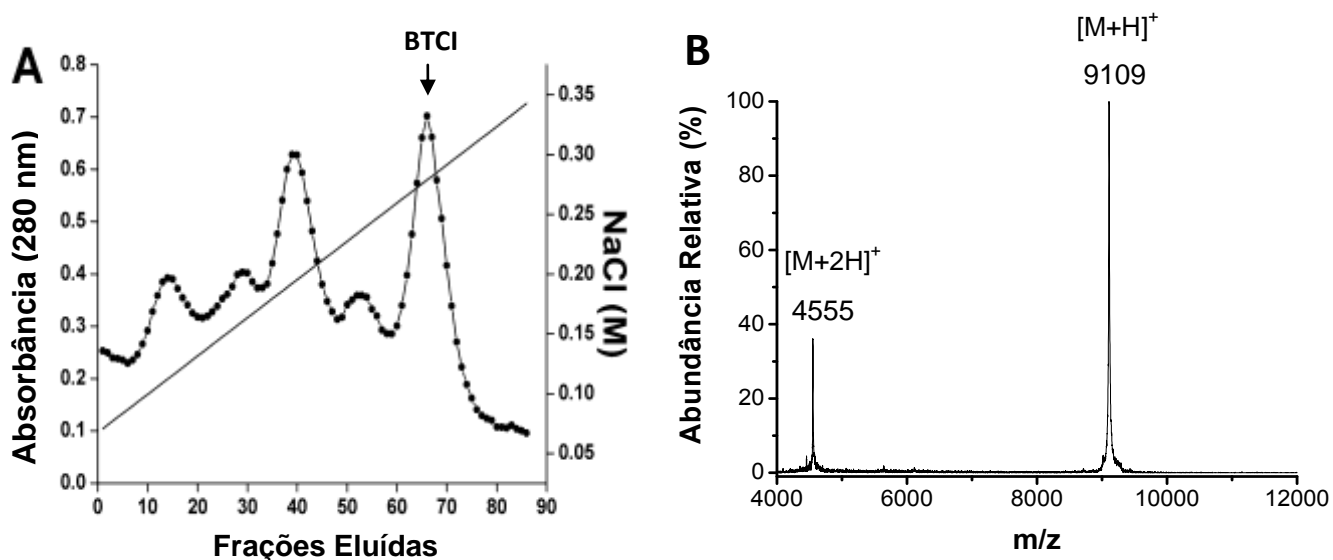 A
BTCI
Absorbância (280 nm)
0.8
0.7
0.6
0.5
0.4
0.3
0.2
0.1
0.0
NaCl (M)
0.35
0.30
0.25
0.20
0.15
0.10
0.05
0 10 20 30 40 50 60 70 80 90
Frações Eluídas
B
[M+H]⁺
9109
[M+2H]⁺
4555
Abundância Relativa (%)
100
80
60
40
20
0
4000 6000 8000 10000 12000
m/z